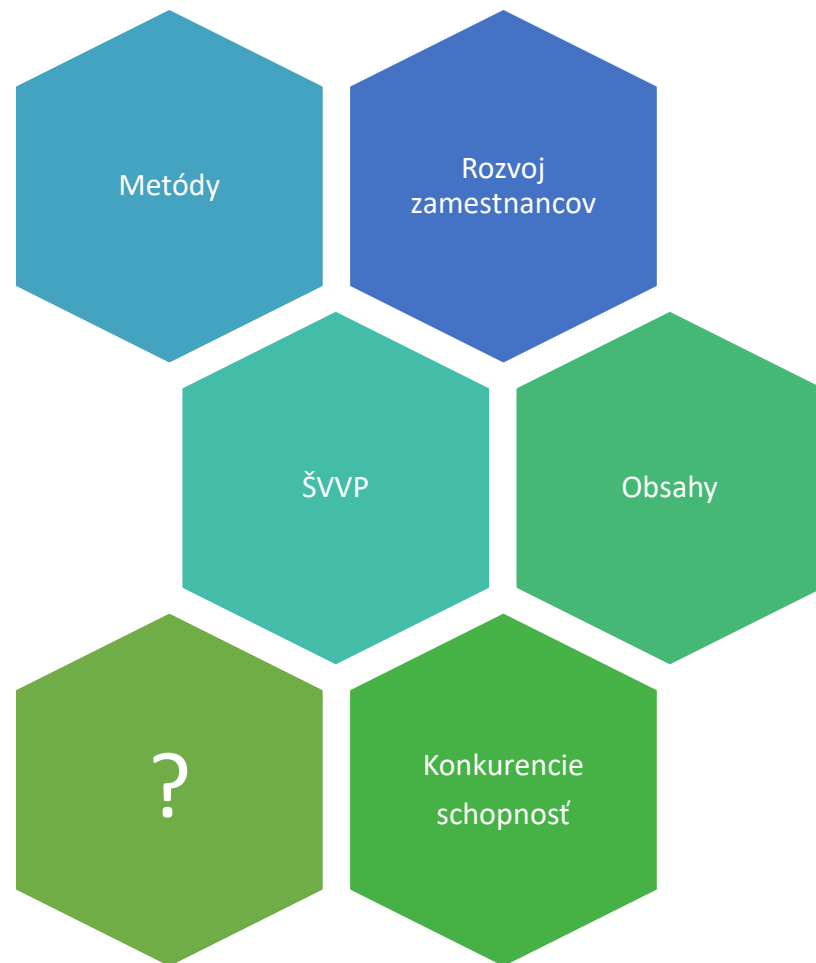 Metódy
Rozvoj
zamestnancov
ŠVVP
Obsahy
?
Konkurencie
schopnosť